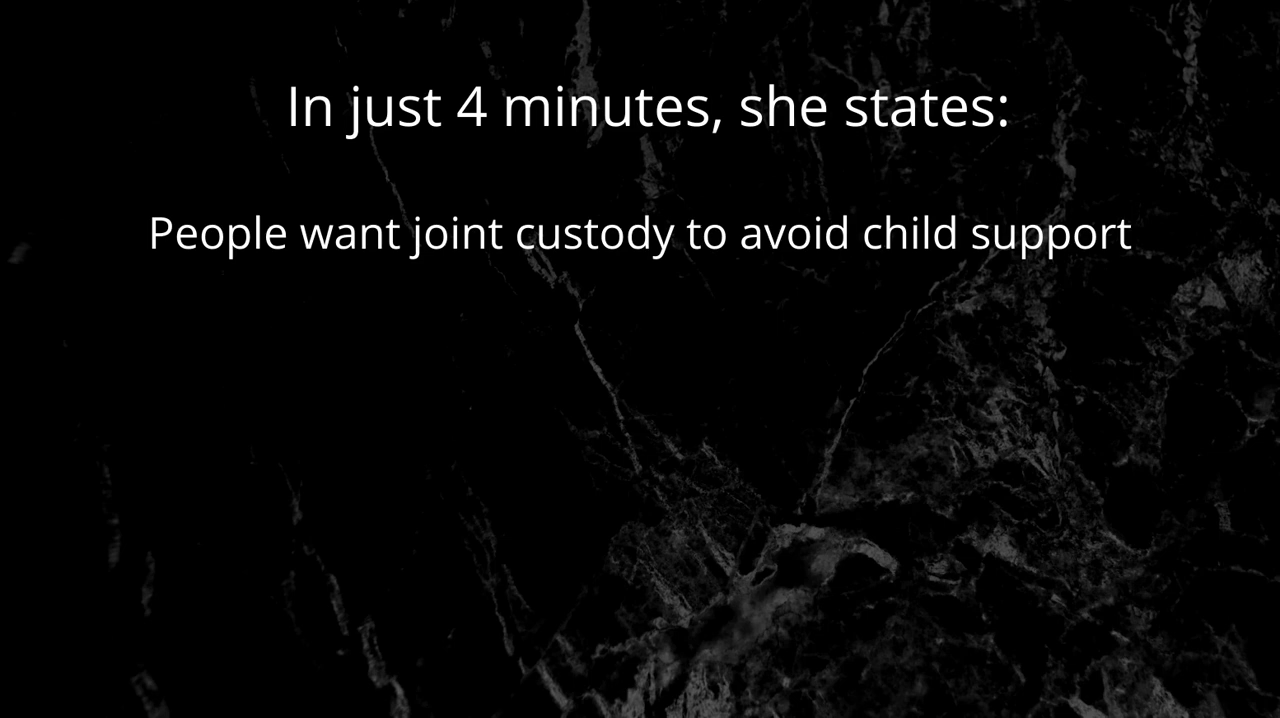 In just 4 minutes, she states:
People want joint custody to avoid child support